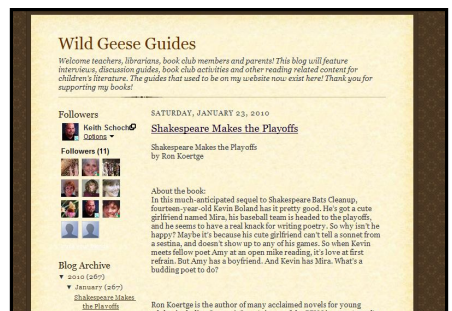 Wild Geese Guides
Welcome teachers, librarians, book club members and parents! This blog will feature
interviews, discussion guides, book club activities and other reading related content for
children's literature. The guides that used to be on my website now exist here! Thank you for
supporting my books!
Followers
Keith Schoch
Options ▼
Followers (11)
Blog Archive
▼ 2010 (267)
▼ January (267)
Shakespeare Makes
the Playoffs
SATURDAY, JANUARY 23, 2010
Shakespeare Makes the Playoffs
Shakespeare Makes the Playoffs
by Ron Koertge
About the book:
In this much-anticipated sequel to Shakespeare Bats Cleanup,
fourteen-year-old Kevin Boland has it pretty good. He's got a cute
girlfriend named Mira, his baseball team is headed to the playoffs,
and he seems to have a real knack for writing poetry. So why isn't he
happy? Maybe it's because his cute girlfriend can't tell a sonnet from
a sestina, and doesn't show up to any of his games. So when Kevin
meets fellow poet Amy at an open mike reading, it's love at first
refrain. But Amy has a boyfriend. And Kevin has Mira. What's a
budding poet to do?
Ron Koertge is the author of many acclaimed novels for young